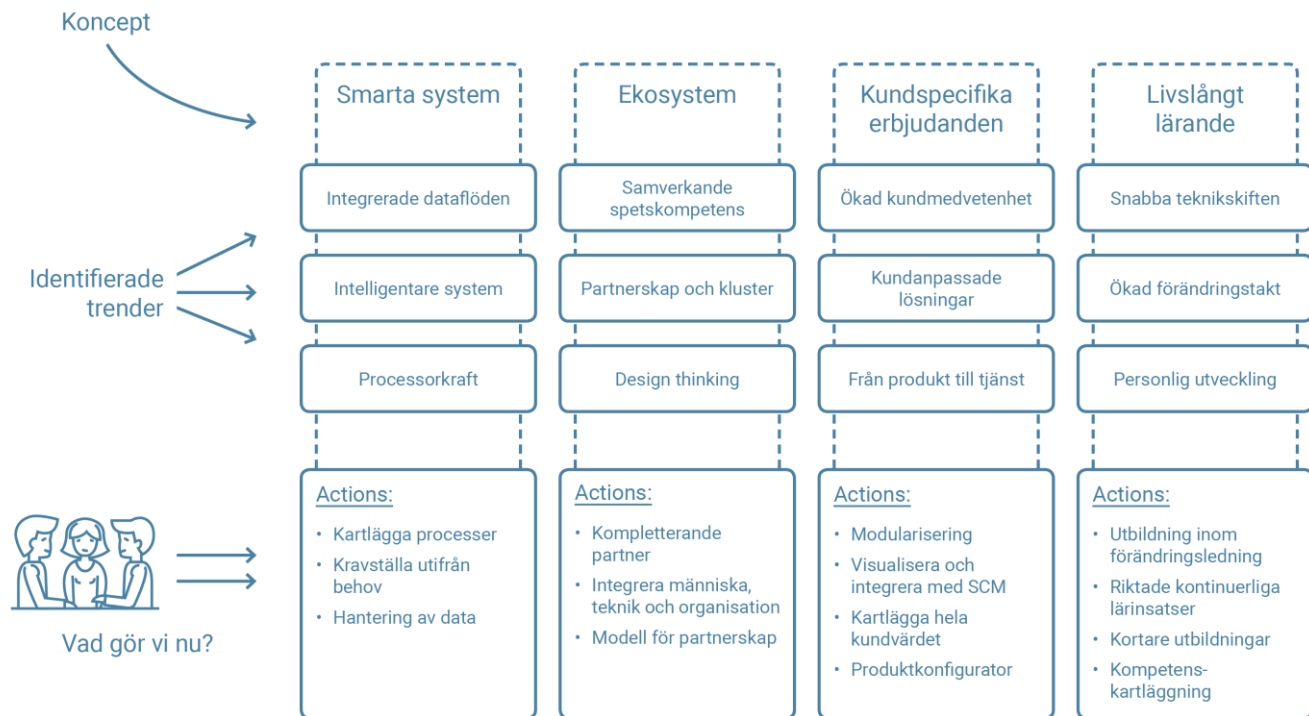 Koncept
Smarta system
Ekosystem
Kundspecifika
erbjudanden
Livslångt
lärande
Identifierade
trender
Integrerade dataflöden
Samverkande
spetskompetens
Ökad kundmedvetenhet
Snabba teknikskiften
Intelligentare system
Partnerskap och kluster
Kundanpassade
lösningar
Ökad förändringstakt
Processorkraft
Design thinking
Från produkt till tjänst
Personlig utveckling
Vad gör vi nu?
Actions:
• Kartlägga processer
• Kravställa utifrån
behov
• Hantering av data
Actions:
• Kompletterande
partner
• Integrera människa,
teknik och organisation
• Modell för partnerskap
Actions:
• Modularisering
• Visualisera och
integrera med SCM
• Kartlägga hela
kundvärdet
• Produktkonfigurator
Actions:
• Utbildning inom
förändringsledning
• Riktade kontinuerliga
lärinsatser
• Kortare utbildningar
• Kompetens-
kartläggning